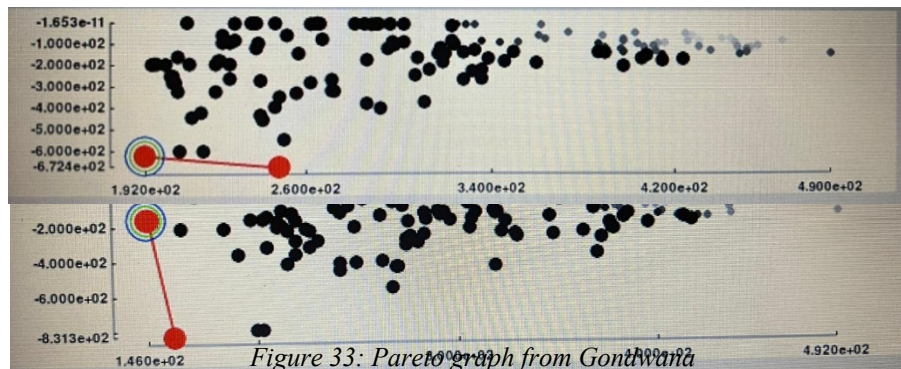 -1.653e-11
-1.000e+02
-2.000e+02
-3.000e+02
-4.000e+02
-5.000e+02
-6.000e+02
-6.724e+02
1.920e+02 2.600e+02 3.400e+02 4.200e+02 4.900e+02
-2.000e+02
-4.000e+02
-6.000e+02
-8.313e+02
1.460e+02 4.920e+02
Figure 33: Pareto graph from Gondwana